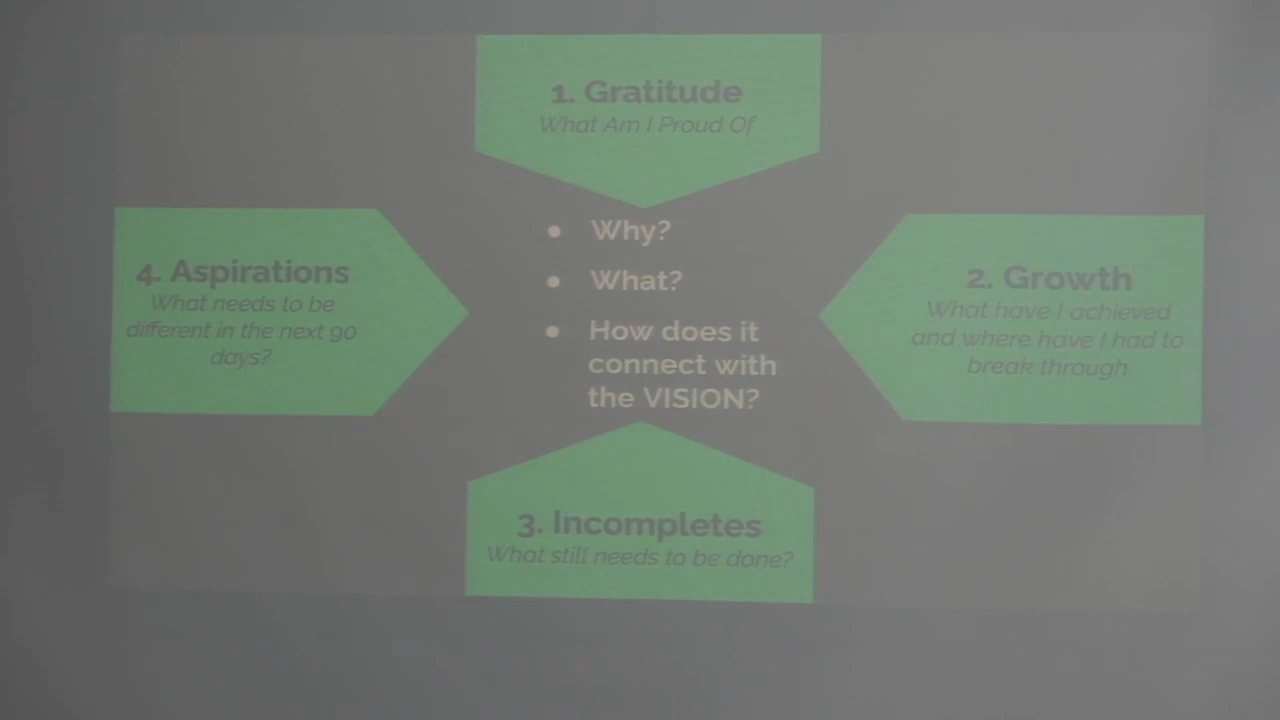 1. Gratitude
What Am I Proud Of
• Why?
• What?
• How does it
connect with
the VISION?
2. Growth
What have I achieved
and where have I had to
break through
3. Incompletes
What still needs to be done?
4. Aspirations
What needs to be
different in the next 90
days?